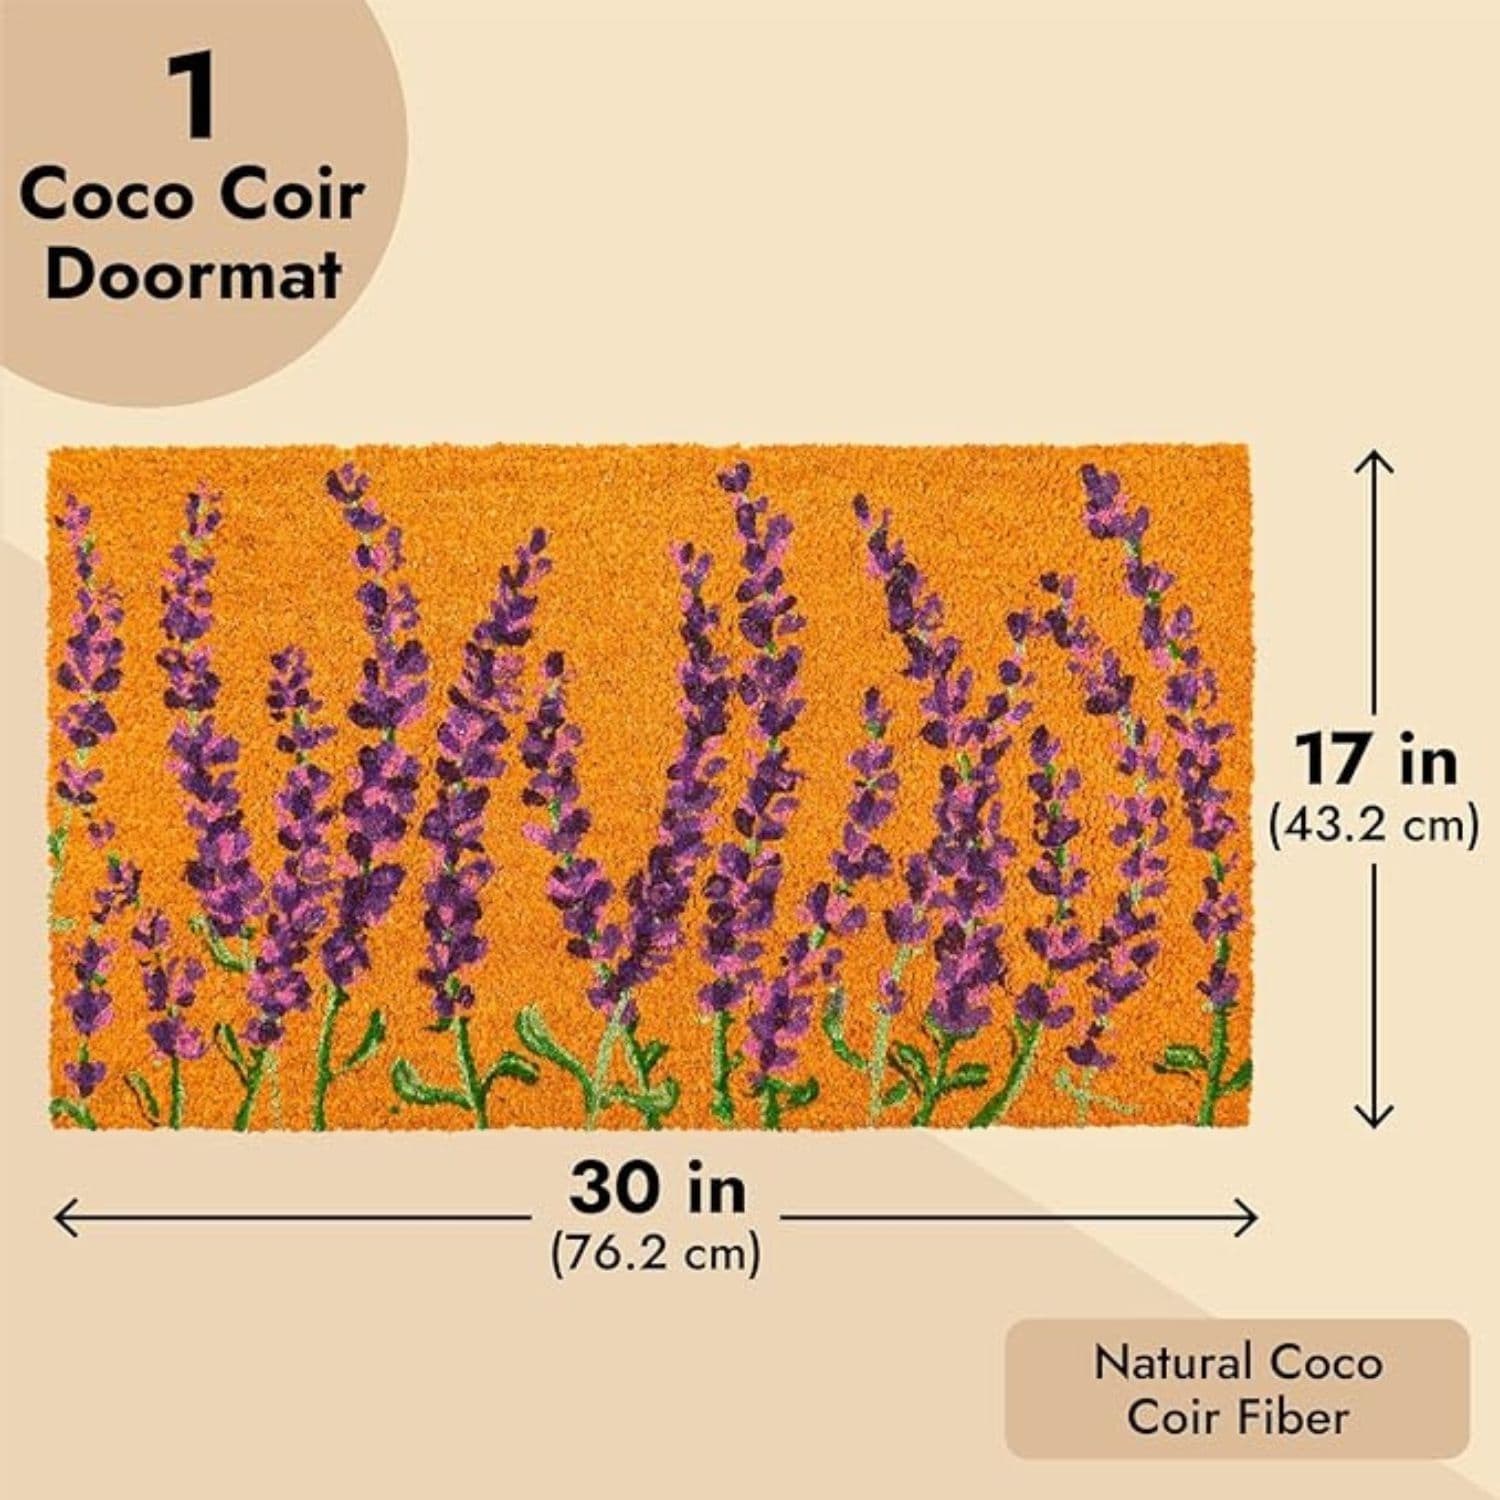 1
Coco Coir
Doormat
17 in
(43.2 cm)
30 in
(76.2 cm)
Natural Coco
Coir Fiber